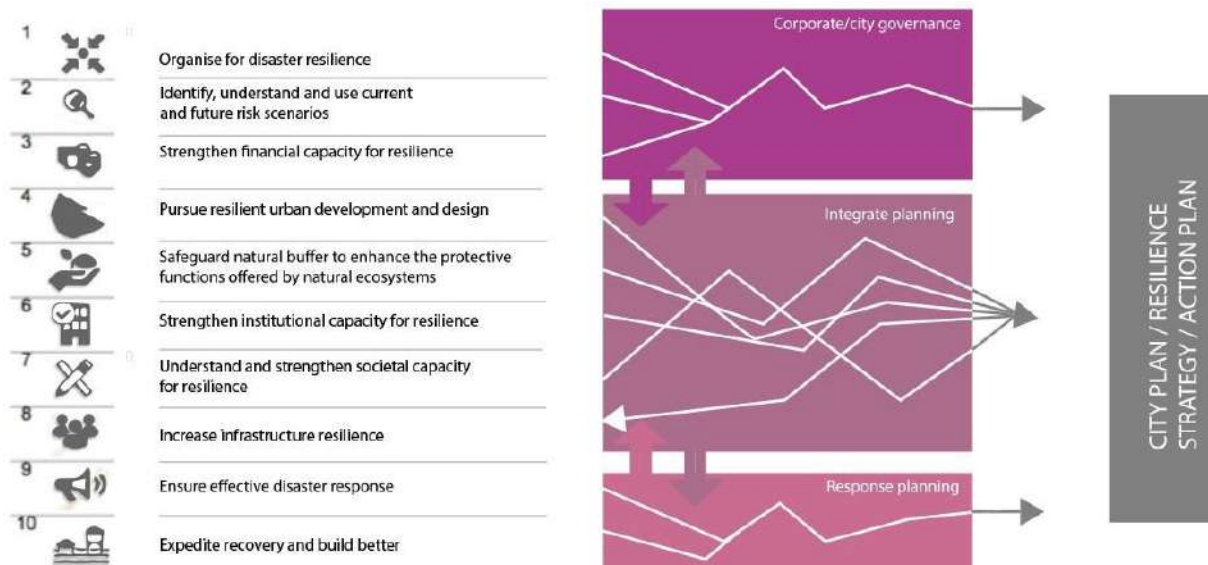 1
Organise for disaster resilience
2
Identify, understand and use current
and future risk scenarios
3
Strengthen financial capacity for resilience
4
Pursue resilient urban development and design
5
Safeguard natural buffer to enhance the protective
functions offered by natural ecosystems
6
Strengthen institutional capacity for resilience
7
Understand and strengthen societal capacity
for resilience
8
Increase infrastructure resilience
9
Ensure effective disaster response
10
Expedite recovery and build better
Corporate/city governance
Integrate planning
Response planning
CITY PLAN / RESILIENCE
STRATEGY / ACTION PLAN